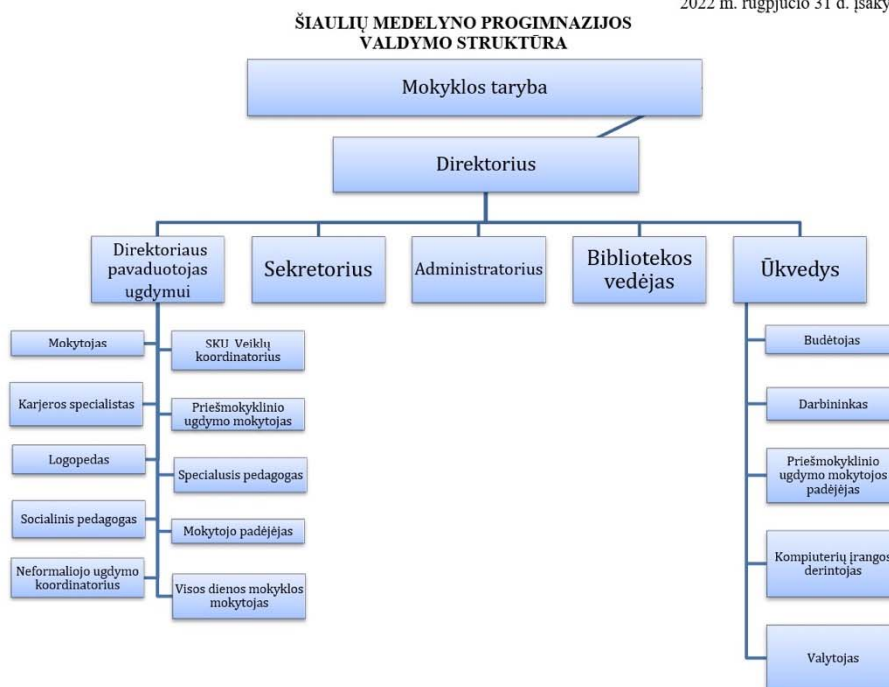 2022 m. rugpjūčio 31 d. įsaky
ŠIAULIŲ MEDELYNO PROGIMNAZIJOS
VALDYMO STRUKTŪRA
Mokyklos taryba
Direktorius
Direktoriaus
pavaduotojas
ugdymui
Sekretorius
Administratorius
Bibliotekos
vedėjas
Ūkvedys
Mokytojas
SKU Veiklų
koordinatorius
Karjeros specialistas
Priešmokyklinio
ugdymo mokytojas
Logopedas
Specialusis pedagogas
Socialinis pedagogas
Mokytojo padėjėjas
Neformaliojo ugdymo
koordinatorius
Visos dienos mokyklos
mokytojas
Budėtojas
Darbininkas
Priešmokyklinio
ugdymo mokytojos
padėjėjas
Kompiuterių įrangos
derintojas
Valytojas